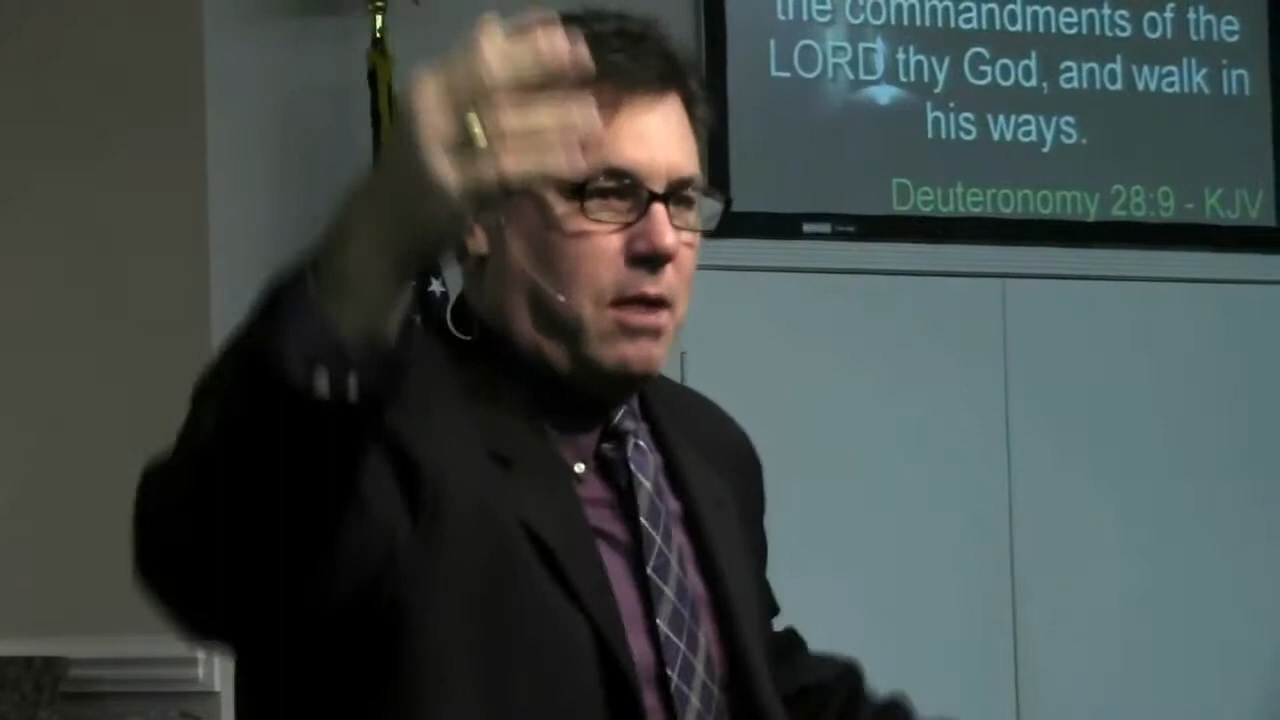 the commandments of the
LORD thy God, and walk in
his ways.
Deuteronomy 28:9 - KJV